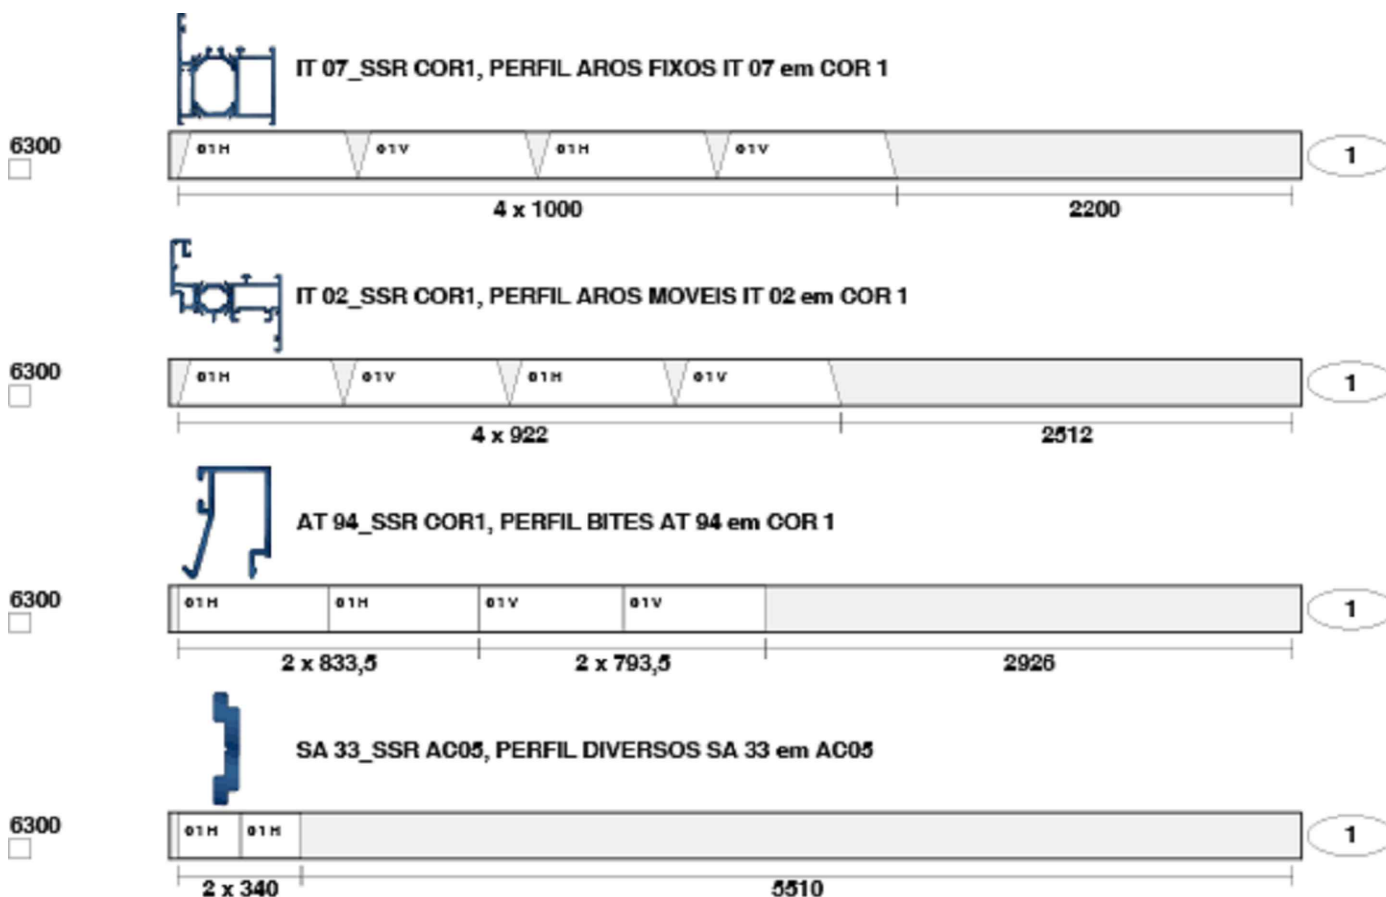 IT 07_SSR COR1, PERFIL AROS FIXOS IT 07 em COR 1
6300
01H 01V 01H 01V
1
4 x 1000 2200
IT 02_SSR COR1, PERFIL AROS MOVEIS IT 02 em COR 1
6300
01H 01V 01H 01V
1
4 x 922 2512
AT 94_SSR COR1, PERFIL BITES AT 94 em COR 1
6300
01H 01H 01V 01V
1
2 x 833,5 2 x 793,5 2926
SA 33_SSR AC05, PERFIL DIVERSOS SA 33 em AC05
6300
01H 01H
1
2 x 340 5510